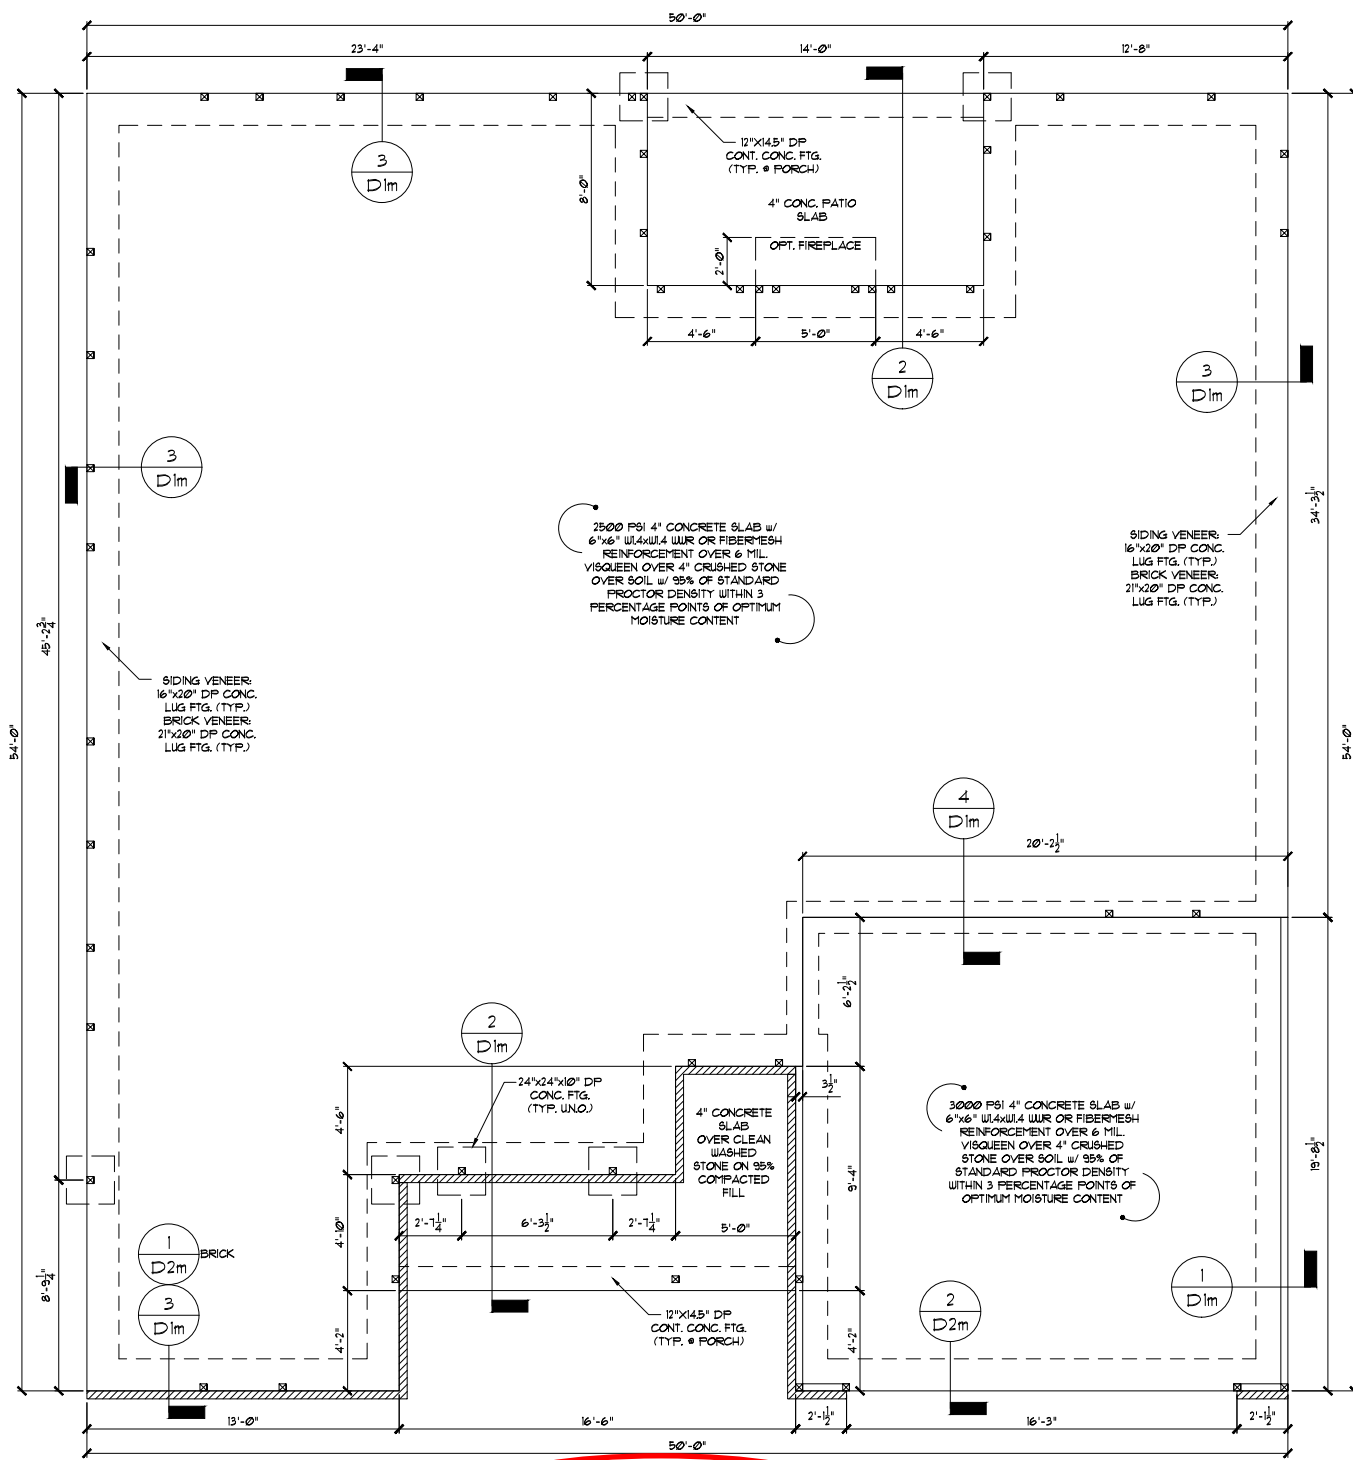 50'-0"
23'-4"
14'-0"
12'-8"
3
D1m
12"X14.5" DP
CONT. CONC. FTG.
(TYP. @ PORCH)
8'-0"
4" CONC. PATIO
SLAB
OPT. FIREPLACE
2'-0"
4'-6"
5'-0"
4'-6"
2
D1m
3
D1m
3
D1m
34'-3 1/2"
2500 PSI 4" CONCRETE SLAB w/
6"x6" W1.4xW1.4 WWR OR FIBERMESH
REINFORCEMENT OVER 6 MIL.
VISQUEEN OVER 4" CRUSHED STONE
OVER SOIL w/ 95% OF STANDARD
PROCTOR DENSITY WITHIN 3
PERCENTAGE POINTS OF OPTIMUM
MOISTURE CONTENT
SIDING VENEER:
16"x20" DP CONC.
LUG FTG. (TYP.)
BRICK VENEER:
21"x20" DP CONC.
LUG FTG. (TYP.)
45'-2 3/4"
SIDING VENEER:
16"x20" DP CONC.
LUG FTG. (TYP.)
BRICK VENEER:
21"x20" DP CONC.
LUG FTG. (TYP.)
54'-0"
54'-0"
4
D1m
20'-2 1/2"
6'-2 1/2"
2
D1m
24"x24"x10" DP
CONC. FTG.
(TYP. U.N.O.)
3 1/2"
4'-6"
4" CONCRETE
SLAB
OVER CLEAN
WASHED
STONE ON 95%
COMPACTED
FILL
3000 PSI 4" CONCRETE SLAB w/
6"x6" W1.4xW1.4 WWR OR FIBERMESH
REINFORCEMENT OVER 6 MIL.
VISQUEEN OVER 4" CRUSHED
STONE OVER SOIL w/ 95% OF
STANDARD PROCTOR DENSITY
WITHIN 3 PERCENTAGE POINTS OF
OPTIMUM MOISTURE CONTENT
19'-8 1/2"
9'-4"
2'-7 1/4"
6'-3 1/2"
2'-7 1/4"
5'-0"
4'-10"
1
D2m
BRICK
3
D1m
8'-9 1/4"
1
D1m
2
D2m
12"X14.5" DP
CONT. CONC. FTG.
(TYP. @ PORCH)
4'-2"
4'-2"
13'-0"
16'-6"
2'-1 1/2"
16'-3"
2'-1 1/2"
50'-0"